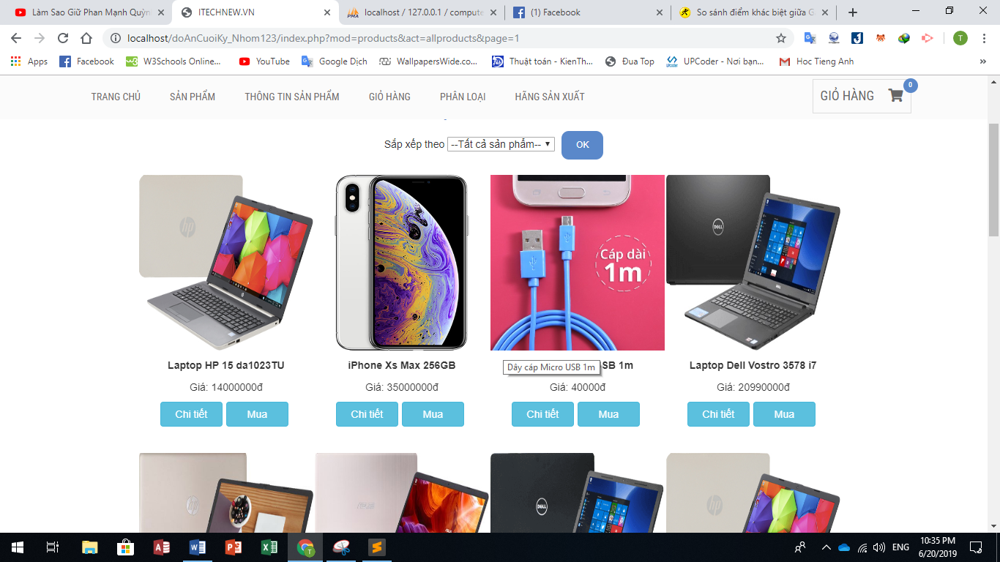 Làm Sao Giữ Phan Mạnh Quỳn
ITECHNEW.VN
localhost / 127.0.0.1 / compute
(1) Facebook
So sánh điểm khác biệt giữa G
localhost/doAnCuoiKy_Nhom123/index.php?mod=products&act=allproducts&page=1
T
Apps
Facebook
W3Schools Online...
YouTube
Google Dịch
WallpapersWide.co...
Thuật toán - KienTh...
Đua Top
UPCoder - Nơi bạn...
Hoc Tieng Anh
TRANG CHỦ
SẢN PHẨM
THÔNG TIN SẢN PHẨM
GIỎ HÀNG
PHÂN LOẠI
HÃNG SẢN XUẤT
GIỎ HÀNG
0
Sắp xếp theo
--Tất cả sản phẩm--
OK
hp
DELL
Cáp dài
1m
Laptop HP 15 da1023TU
iPhone Xs Max 256GB
Dây cáp Micro USB 1m
SB 1m
Laptop Dell Vostro 3578 i7
Giá: 14000000đ
Giá: 35000000đ
Giá: 40000đ
Giá: 20990000đ
Chi tiết
Mua
Chi tiết
Mua
Chi tiết
Mua
Chi tiết
Mua
hp
ASUS
DELL
hp
ENG
10:35 PM
6/20/2019